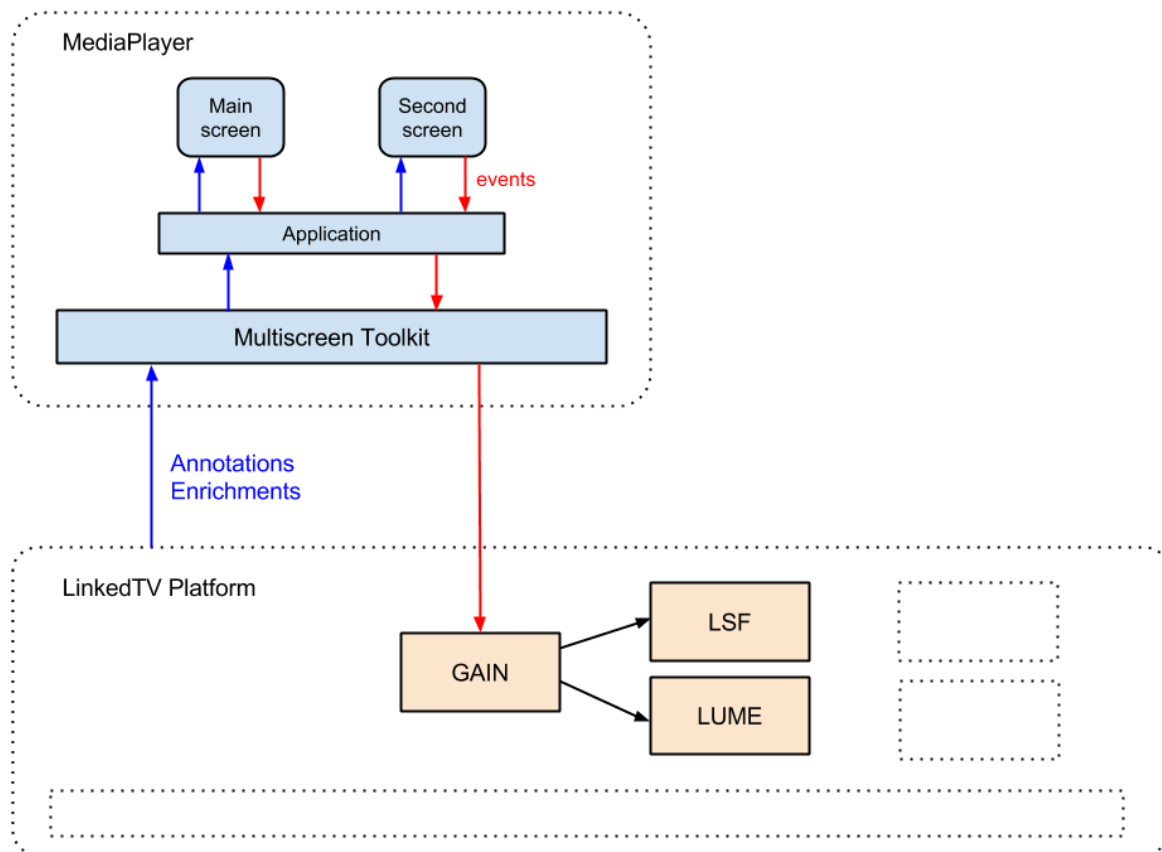 MediaPlayer
Main
screen
Second
screen
events
Application
Multiscreen Toolkit
Annotations
Enrichments
LinkedTV Platform
LSF
GAIN
LUME